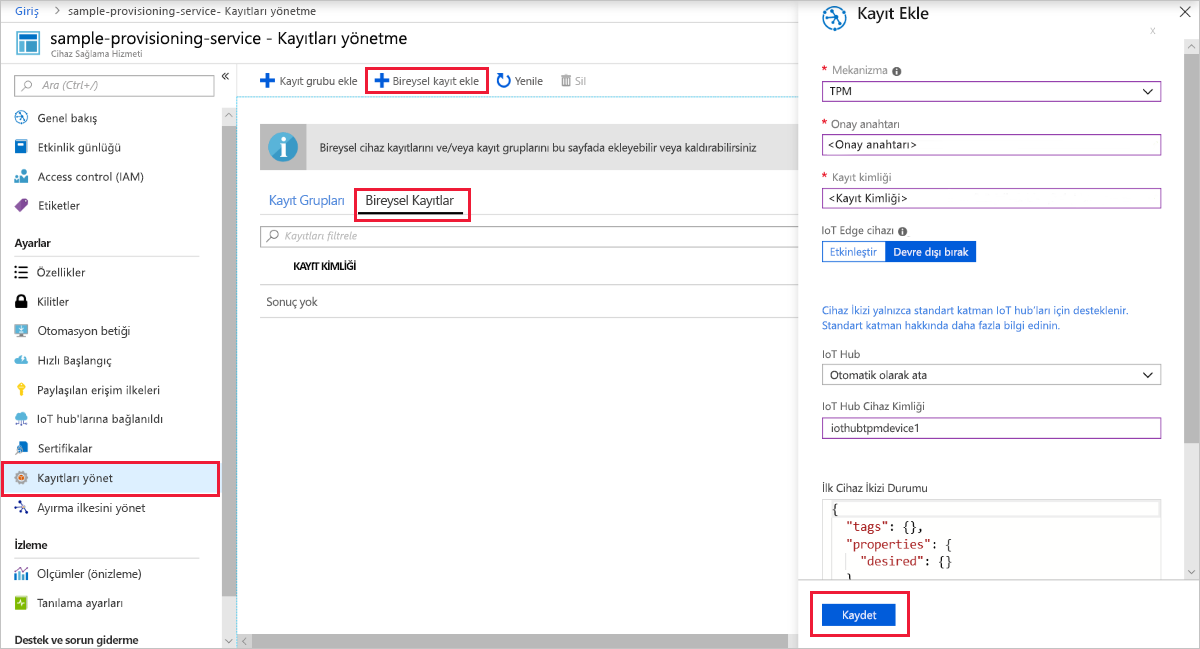 Giriş > sample-provisioning-service- Kayıtları yönetme
sample-provisioning-service - Kayıtları yönetme
Cihaz Sağlama Hizmeti
Ara (Ctrl+/)
«
Genel bakış
Etkinlik günlüğü
Access control (IAM)
Etiketler
Ayarlar
Özellikler
Kilitler
Otomasyon betiği
Hızlı Başlangıç
Paylaşılan erişim ilkeleri
IoT hub'larına bağlanıldı
Sertifikalar
Kayıtları yönet
Ayırma ilkesini yönet
İzleme
Olçümler (önizleme)
Tanılama ayarları
Destek ve sorun giderme
Kayıt grubu ekle
Bireysel kayıt ekle
Yenile
Sil
Bireysel cihaz kayıtlarını ve/veya kayıt gruplarını bu sayfada ekleyebilir veya kaldırabilirsiniz
Kayıt Grupları
Bireysel Kayıtlar
Kayıtları filtrele
KAYIT KİMLİĞİ
Sonuç yok
Kayıt Ekle
x
* Mekanizma
TPM
* Onay anahtarı
<Onay anahtarı>
* Kayıt kimliği
<Kayıt Kimliği>
IoT Edge cihazı
Etkinleştir
Devre dışı bırak
Cihaz İkizi yalnızca standart katman IoT hub'ları için desteklenir.
Standart katman hakkında daha fazla bilgi edinin.
IoT Hub
Otomatik olarak ata
IoT Hub Cihaz Kimliği
iothubtpmdevice1
İlk Cihaz İkizi Durumu
{
"tags": {},
"properties": {
"desired": {}
}
Kaydet